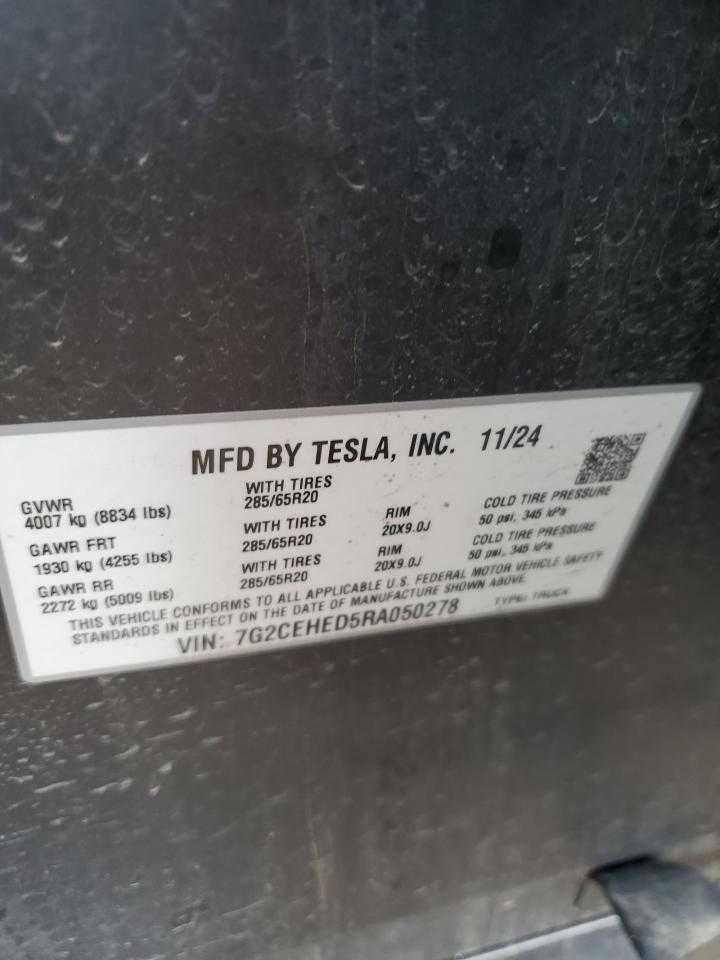 MFD BY TESLA, INC. 11/24
GVWR
4007 kg (8834 lbs)
WITH TIRES
285/65R20
GAWR FRT
1930 kg (4255 lbs)
WITH TIRES
285/65R20
RIM
20X9.0J
COLD TIRE PRESSURE
50 psi, 345 kPa
GAWR RR
2272 kg (5009 lbs)
WITH TIRES
285/65R20
RIM
20X9.0J
COLD TIRE PRESSURE
50 psi, 345 kPa
THIS VEHICLE CONFORMS TO ALL APPLICABLE U.S. FEDERAL MOTOR VEHICLE SAFETY
STANDARDS IN EFFECT ON THE DATE OF MANUFACTURE SHOWN ABOVE
VIN: 7G2CEHED5RA050278 TYPE: TRUCK